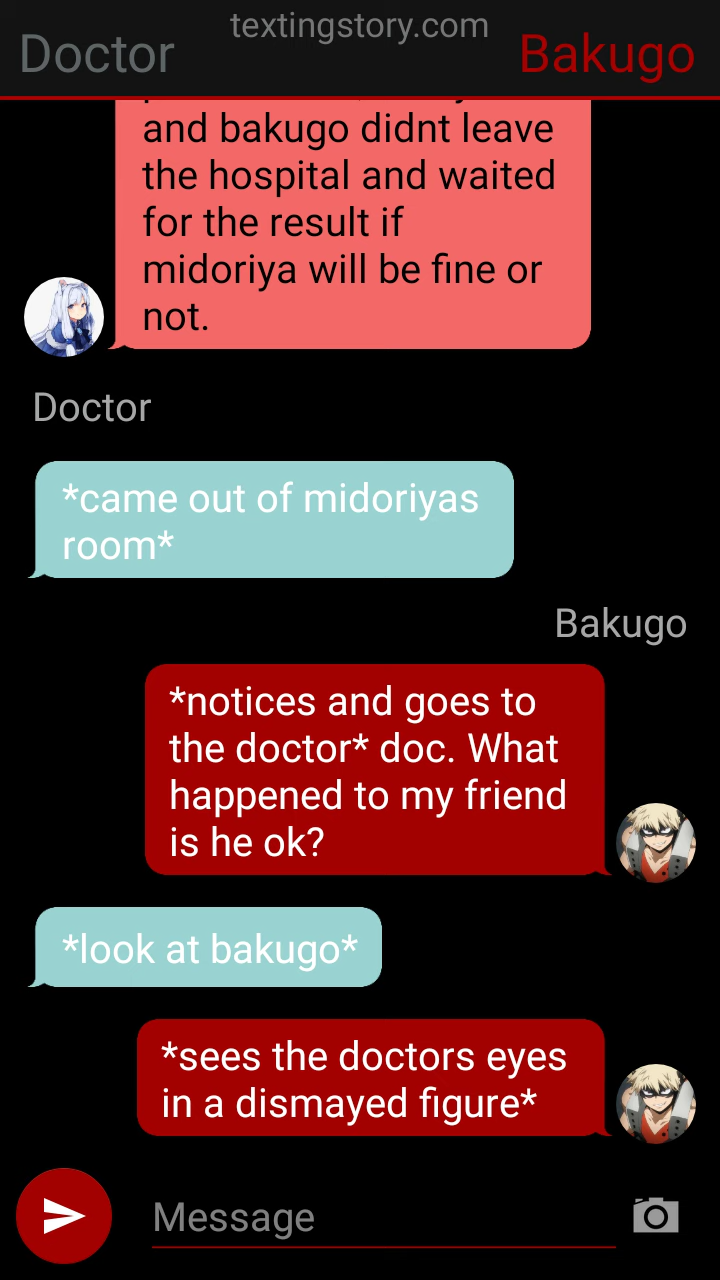 textingstory.com
Doctor
Bakugo
and bakugo didnt leave
the hospital and waited
for the result if
midoriya will be fine or
not.
Doctor
*came out of midoriyas
room*
Bakugo
*notices and goes to
the doctor* doc. What
happened to my friend
is he ok?
*look at bakugo*
*sees the doctors eyes
in a dismayed figure*
Message